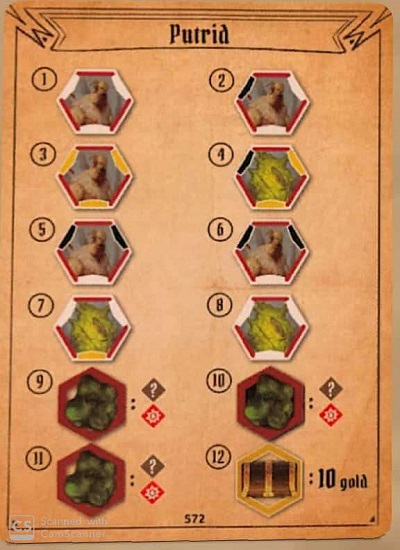 Putrid
1 2
3 4
5 6
7 8
9 : ? 10 : ?
11 : ? 12 : 10 gold
572
CS Scanned with
CamScanner